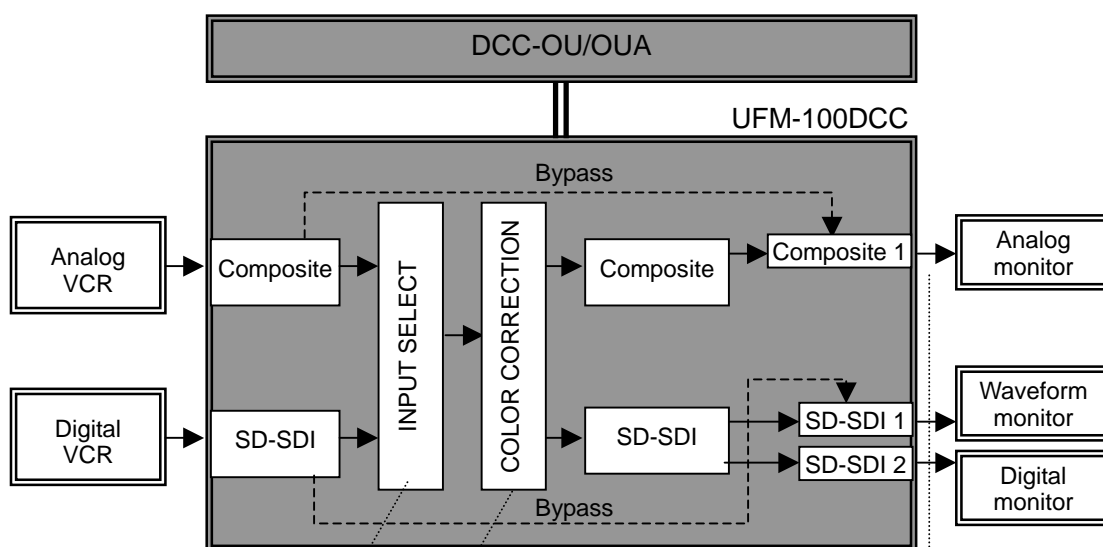 DCC-OU/OUA
UFM-100DCC
Bypass
Analog
VCR
Composite
INPUT SELECT
COLOR CORRECTION
Composite
Composite 1
Analog
monitor
Digital
VCR
SD-SDI
SD-SDI
SD-SDI 1
SD-SDI 2
Waveform
monitor
Digital
monitor
Bypass